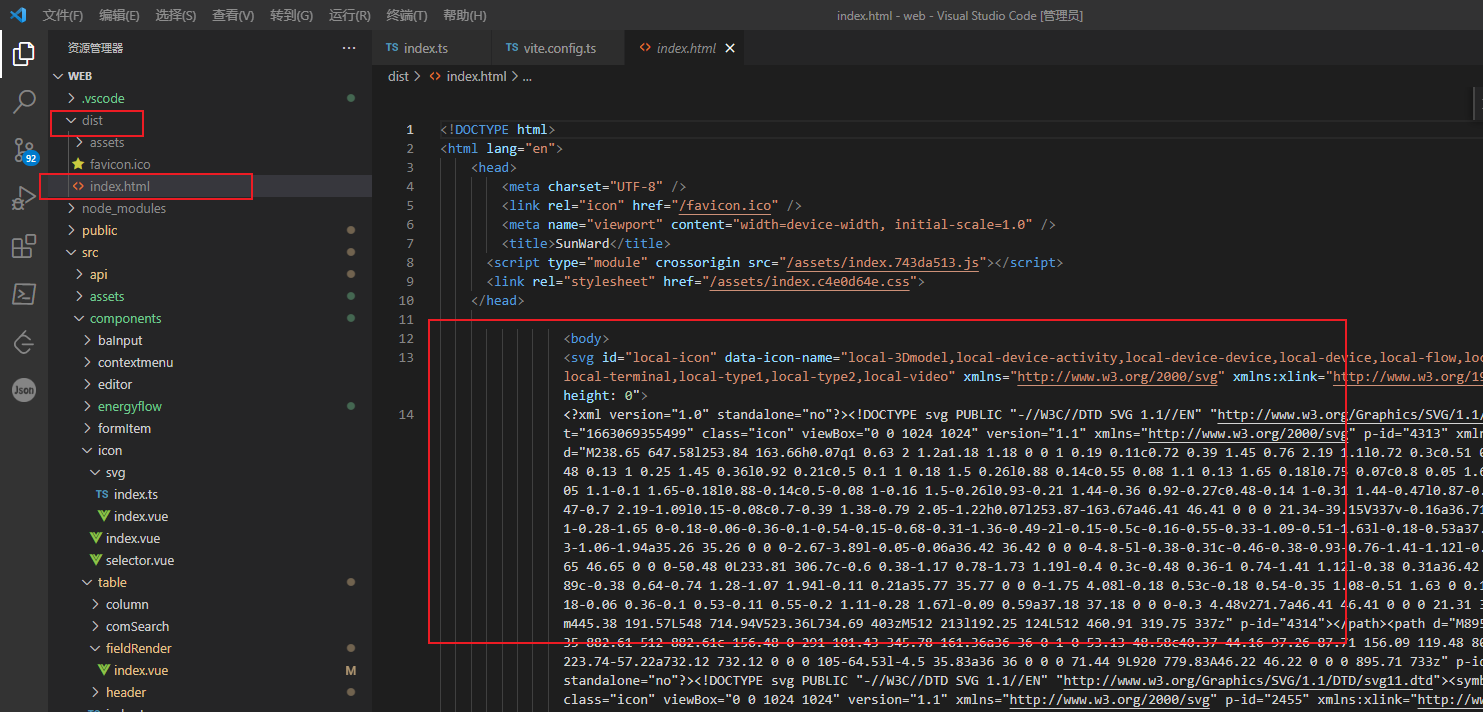 文件(F) 编辑(E) 选择(S) 查看(V) 转到(G) 运行(R) 终端(T) 帮助(H) index.html - web - Visual Studio Code [管理员]
资源管理器
WEB
.vscode
dist
assets
favicon.ico
index.html
node_modules
public
src
api
assets
components
baInput
contextmenu
editor
energyflow
formItem
icon
svg
TS index.ts
index.vue
index.vue
selector.vue
table
column
comSearch
fieldRender
index.vue M
header
92
Json
TS index.ts TS vite.config.ts <> index.html ×
dist > <> index.html > ...
1 <!DOCTYPE html>
2 <html lang="en">
3 <head>
4 <meta charset="UTF-8" />
5 <link rel="icon" href="/favicon.ico" />
6 <meta name="viewport" content="width=device-width, initial-scale=1.0" />
7 <title>SunWard</title>
8 <script type="module" crossorigin src="/assets/index.743da513.js"></script>
9 <link rel="stylesheet" href="/assets/index.c4e0d64e.css">
10 </head>
11
12 <body>
13 <svg id="local-icon" data-icon-name="local-3Dmodel,local-device-activity,local-device-device,local-device,local-flow,loc
local-terminal,local-type1,local-type2,local-video" xmlns="http://www.w3.org/2000/svg" xmlns:xlink="http://www.w3.org/19
height: 0">
14 <?xml version="1.0" standalone="no"?><!DOCTYPE svg PUBLIC "-//W3C//DTD SVG 1.1//EN" "http://www.w3.org/Graphics/SVG/1.1/
t="1663069355499" class="icon" viewBox="0 0 1024 1024" version="1.1" xmlns="http://www.w3.org/2000/svg" p-id="4313" xmln
d="M238.65 647.58l253.84 163.66h0.07q1 0.63 2 1.2a1.18 1.18 0 0 1 0.19 0.11c0.72 0.39 1.45 0.76 2.19 1.1l0.72 0.3c0.51 0
48 0.13 1 0.25 1.45 0.36l0.92 0.21c0.5 0.1 1 0.18 1.5 0.26l0.88 0.14c0.55 0.08 1.1 0.13 1.65 0.18l0.75 0.07c0.8 0.05 1.6
05 1.1-0.1 1.65-0.18l0.88-0.14c0.5-0.08 1-0.16 1.5-0.26l0.93-0.21 1.44-0.36 0.92-0.27c0.48-0.14 1-0.31 1.44-0.47l0.87-0.
47-0.7 2.19-1.09l0.15-0.08c0.7-0.39 1.38-0.79 2.05-1.22h0.07l253.87-163.67a46.41 46.41 0 0 0 21.34-39.15V337v-0.16a36.71
1-0.28-1.65 0-0.18-0.06-0.36-0.1-0.54-0.15-0.68-0.31-1.36-0.49-2l-0.15-0.5c-0.16-0.55-0.33-1.09-0.51-1.63l-0.18-0.53a37.
3-1.06-1.94a35.26 35.26 0 0 0-2.67-3.89l-0.05-0.06a36.42 36.42 0 0 0-4.8-5l-0.38-0.31c-0.46-0.38-0.93-0.76-1.41-1.12l-0.
65 46.65 0 0 0-50.48 0L233.81 306.7c-0.6 0.38-1.17 0.78-1.73 1.19l-0.4 0.3c-0.48 0.36-1 0.74-1.41 1.12l-0.38 0.31a36.42
89c-0.38 0.64-0.74 1.28-1.07 1.94l-0.11 0.21a35.77 35.77 0 0 0-1.75 4.08l-0.18 0.53c-0.18 0.54-0.35 1.08-0.51 1.63 0 0.1
18-0.06 0.36-0.1 0.53-0.11 0.55-0.2 1.11-0.28 1.67l-0.09 0.59a37.18 37.18 0 0 0-0.3 4.48v271.7a46.41 46.41 0 0 0 21.31 3
m445.38 191.57L548 714.94V523.36L734.69 403zM512 213l192.25 124L512 460.91 319.75 337z" p-id="4314"></path><path d="M895
35 882.61 512 882.61c-156.48 0-291-101.43-345.78-161.36a36 36 0 1 0-53.13 48.58c40.37 44.16 97.26 87.71 156.09 119.48 80
223.74-57.22a732.12 732.12 0 0 0 105-64.53l-4.5 35.83a36 36 0 0 0 71.44 9L920 779.83A46.22 46.22 0 0 0 895.71 733z" p-id
standalone="no"?><!DOCTYPE svg PUBLIC "-//W3C//DTD SVG 1.1//EN" "http://www.w3.org/Graphics/SVG/1.1/DTD/svg11.dtd"><symb
class="icon" viewBox="0 0 1024 1024" version="1.1" xmlns="http://www.w3.org/2000/svg" p-id="2455" xmlns:xlink="http://ww